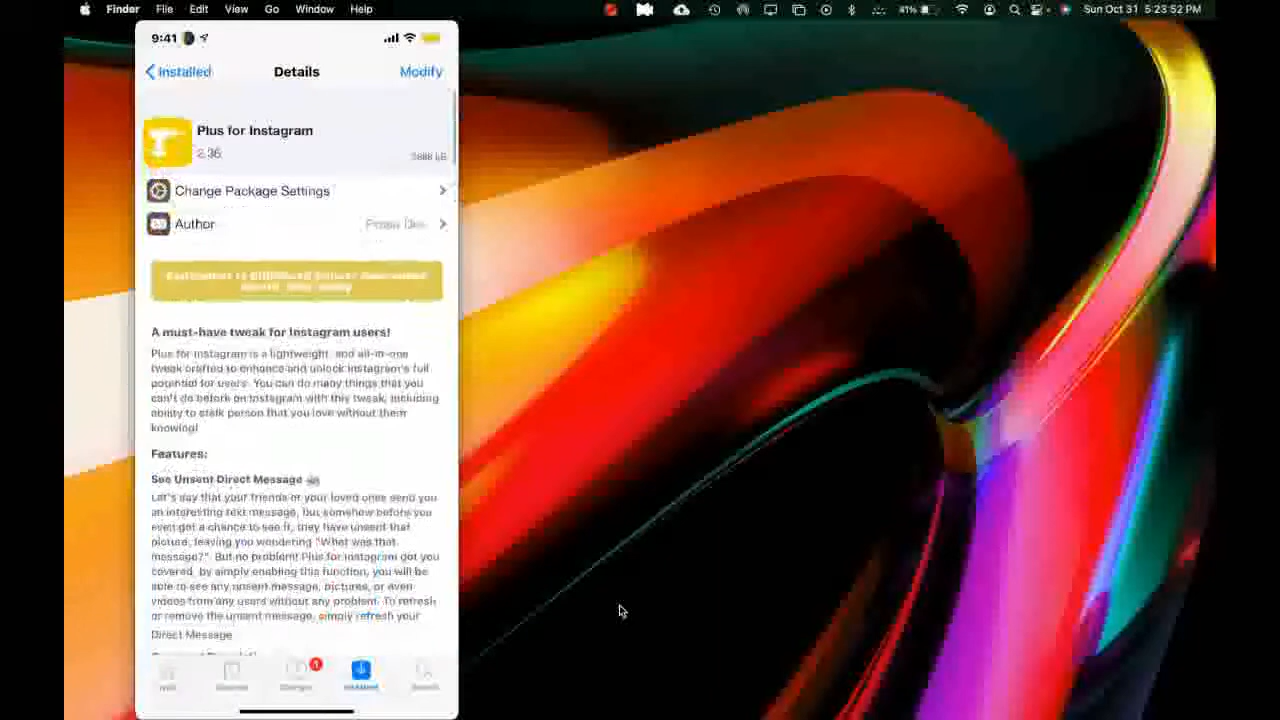 Finder File Edit View Go Window Help
41%
Sun Oct 31 5:23:52 PM
9:41
Installed Details Modify
Plus for Instagram
2.36
Change Package Settings
Author
A must-have tweak for Instagram users!
Plus for Instagram is a lightweight, and all-in-one
tweak crafted to enhance and unlock Instagram's full
potential for users. You can do many things that you
can't do before on Instagram with this tweak, including
ability to stalk person that you love without them
knowing!
Features:
See Unsent Direct Message
Let's say that your friends or your loved ones send you
an interesting text message, but somehow before you
even got a chance to see it, they have unsent that
picture, leaving you wondering "What was that
message?". But no problem! Plus for Instagram got you
covered, by simply enabling this function, you will be
able to see any unsent message, pictures, or even
videos from any users without any problem. To refresh
or remove the unsent message, simply refresh your
Direct Message
1
Changes Installed Search